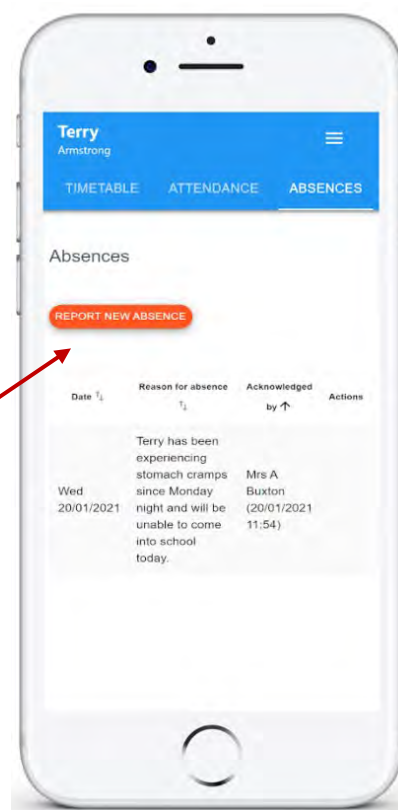 Terry
Armstrong
TIMETABLE ATTENDANCE ABSENCES
Absences
REPORT NEW ABSENCE
Date Reason for absence Acknowledged by Actions
Terry has been
experiencing
stomach cramps
since Monday
night and will be
unable to come
into school
today.
Wed
20/01/2021
Mrs A
Buxton
(20/01/2021
11:54)